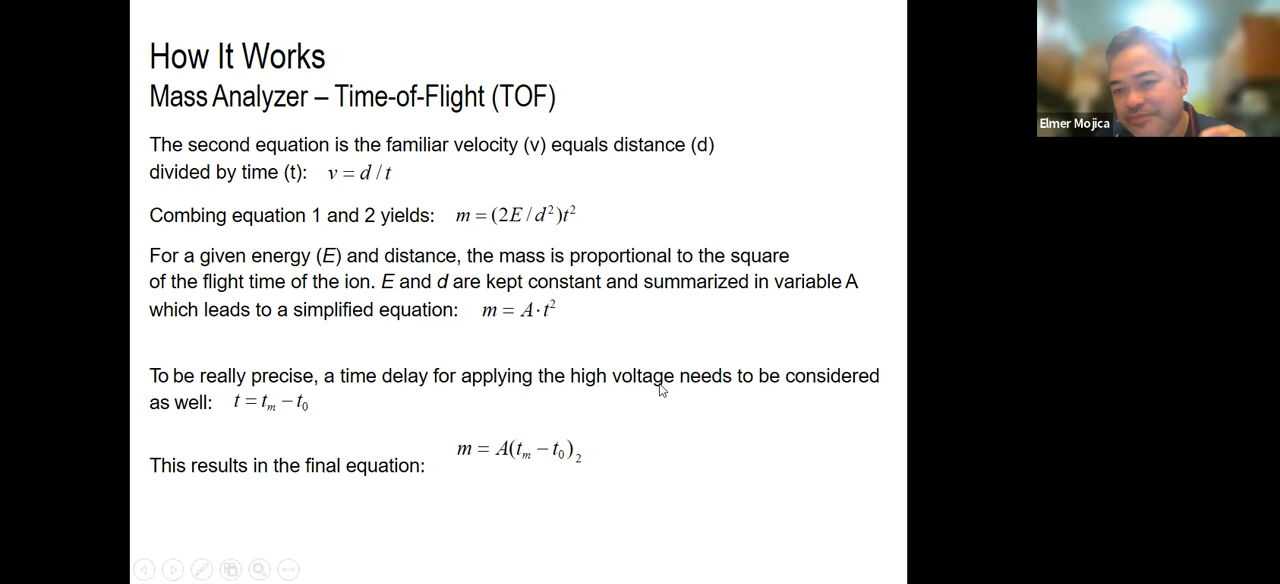 How It Works
Mass Analyzer – Time-of-Flight (TOF)
The second equation is the familiar velocity (v) equals distance (d)
divided by time (t): v = d / t
Combing equation 1 and 2 yields: m = (2E / d²)t²
For a given energy (E) and distance, the mass is proportional to the square
of the flight time of the ion. E and d are kept constant and summarized in variable A
which leads to a simplified equation: m = A · t²
To be really precise, a time delay for applying the high voltage needs to be considered
as well: t = tₘ − t₀
m = A(tₘ − t₀)₂
This results in the final equation:
Elmer Mojica